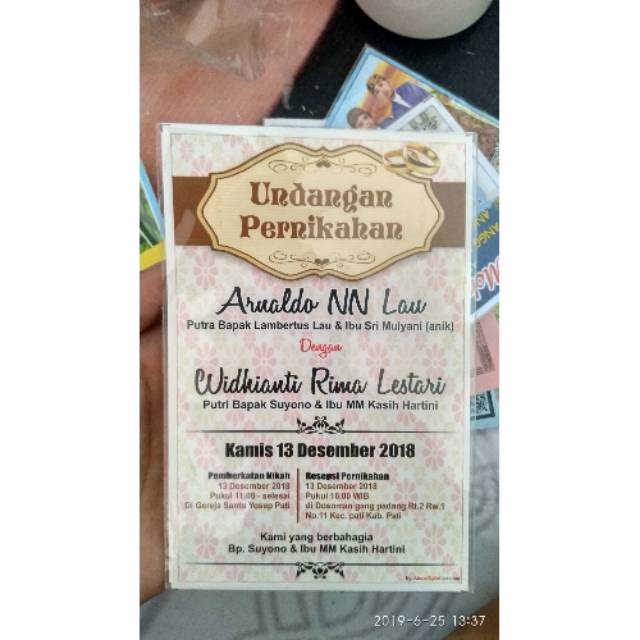 Undangan
Pernikahan
Arnaldo NN Lau
Putra Bapak Lambertus Lau & Ibu Sri Mulyani (anik)
Dengan
Widhianti Rima Lestari
Putri Bapak Suyono & Ibu MM Kasih Hartini
Kamis 13 Desember 2018
Pemberkatan Nikah
13 Desember 2018
Pukul 11.00 - selesai
Di Gereja Santu Yosep Pati
Resepsi Pernikahan
13 Desember 2018
Pukul 16.00 WIB
di Dosoman gang padang Rt.2 Rw.1
No.11 Kec. pati Kab. Pati
Kami yang berbahagia
Bp. Suyono & Ibu MM Kasih Hartini
2019-6-25 13:37